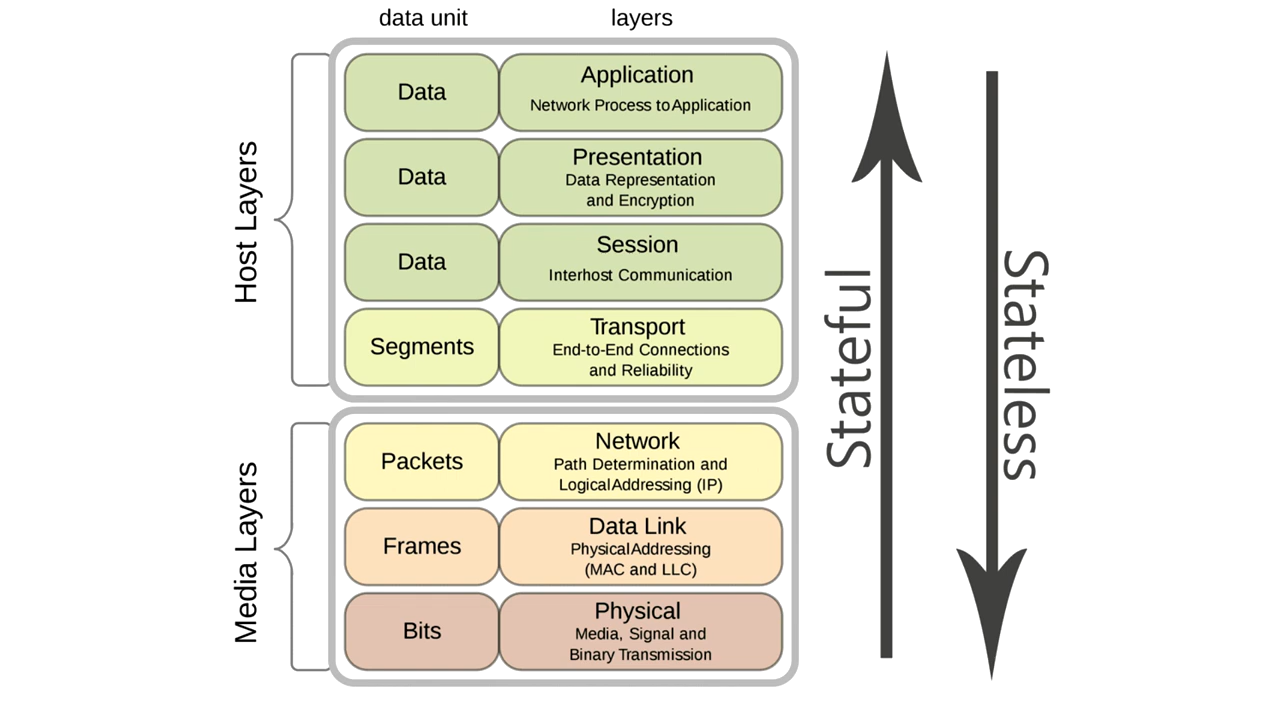 data unit
layers
Host Layers
Data
Application
Network Process to Application
Data
Presentation
Data Representation
and Encryption
Data
Session
Interhost Communication
Segments
Transport
End-to-End Connections
and Reliability
Media Layers
Packets
Network
Path Determination and
Logical Addressing (IP)
Frames
Data Link
Physical Addressing
(MAC and LLC)
Bits
Physical
Media, Signal and
Binary Transmission
Stateful
Stateless